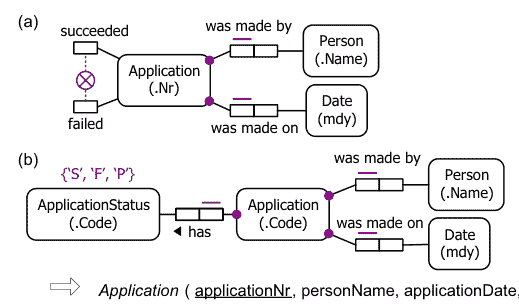 (a)
succeeded
failed
Application
(.Nr)
was made by
Person
(.Name)
was made on
Date
(mdy)
(b)
{'S', 'F', 'P'}
ApplicationStatus
(.Code)
◄ has
Application
(.Code)
was made by
Person
(.Name)
was made on
Date
(mdy)
Application ( applicationNr, personName, applicationDate,